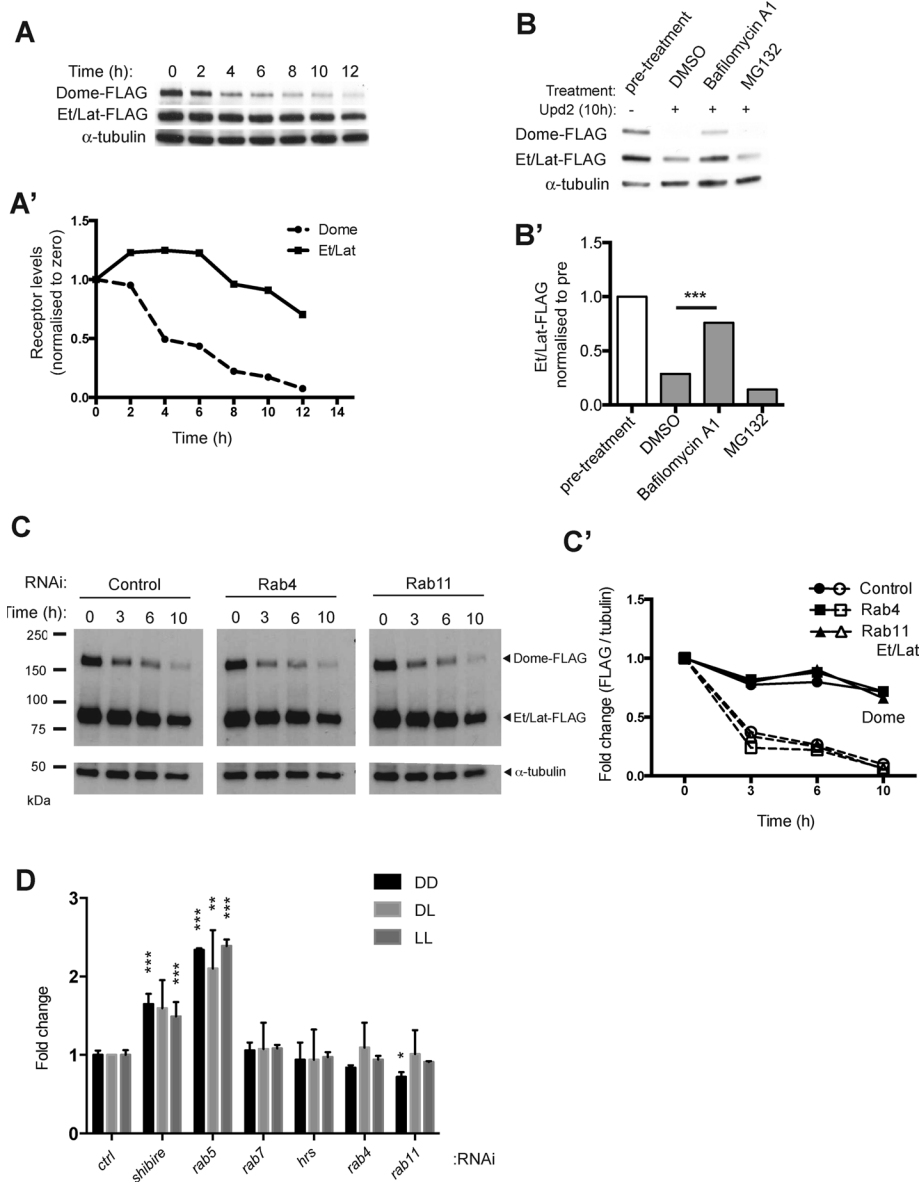 A
Time (h): 0 2 4 6 8 10 12
Dome-FLAG
Et/Lat-FLAG
α-tubulin
A'
Receptor levels
(normalised to zero)
1.5
1.0
0.5
0.0
0 2 4 6 8 10 12 14
Time (h)
Dome
Et/Lat
B
Treatment: pre-treatment DMSO Bafilomycin A1 MG132
Upd2 (10h) - + + +
Dome-FLAG
Et/Lat-FLAG
α-tubulin
B'
Et/Lat-FLAG
normalised to pre
1.5
1.0
0.5
0.0
***
pre-treatment DMSO Bafilomycin A1 MG132
C
RNAi: Control Rab4 Rab11
Time (h): 0 3 6 10 0 3 6 10 0 3 6 10
250
150
100
75
50
kDa
Dome-FLAG
Et/Lat-FLAG
α-tubulin
C'
Fold change (FLAG / tubulin)
1.5
1.0
0.5
0.0
0 3 6 10
Time (h)
Control
Rab4
Rab11
Et/Lat
Dome
D
Fold change
3
2
1
0
*** *** *** ** *** *
DD
DL
LL
ctrl shibire rab5 rab7 hrs rab4 rab11 :RNAi